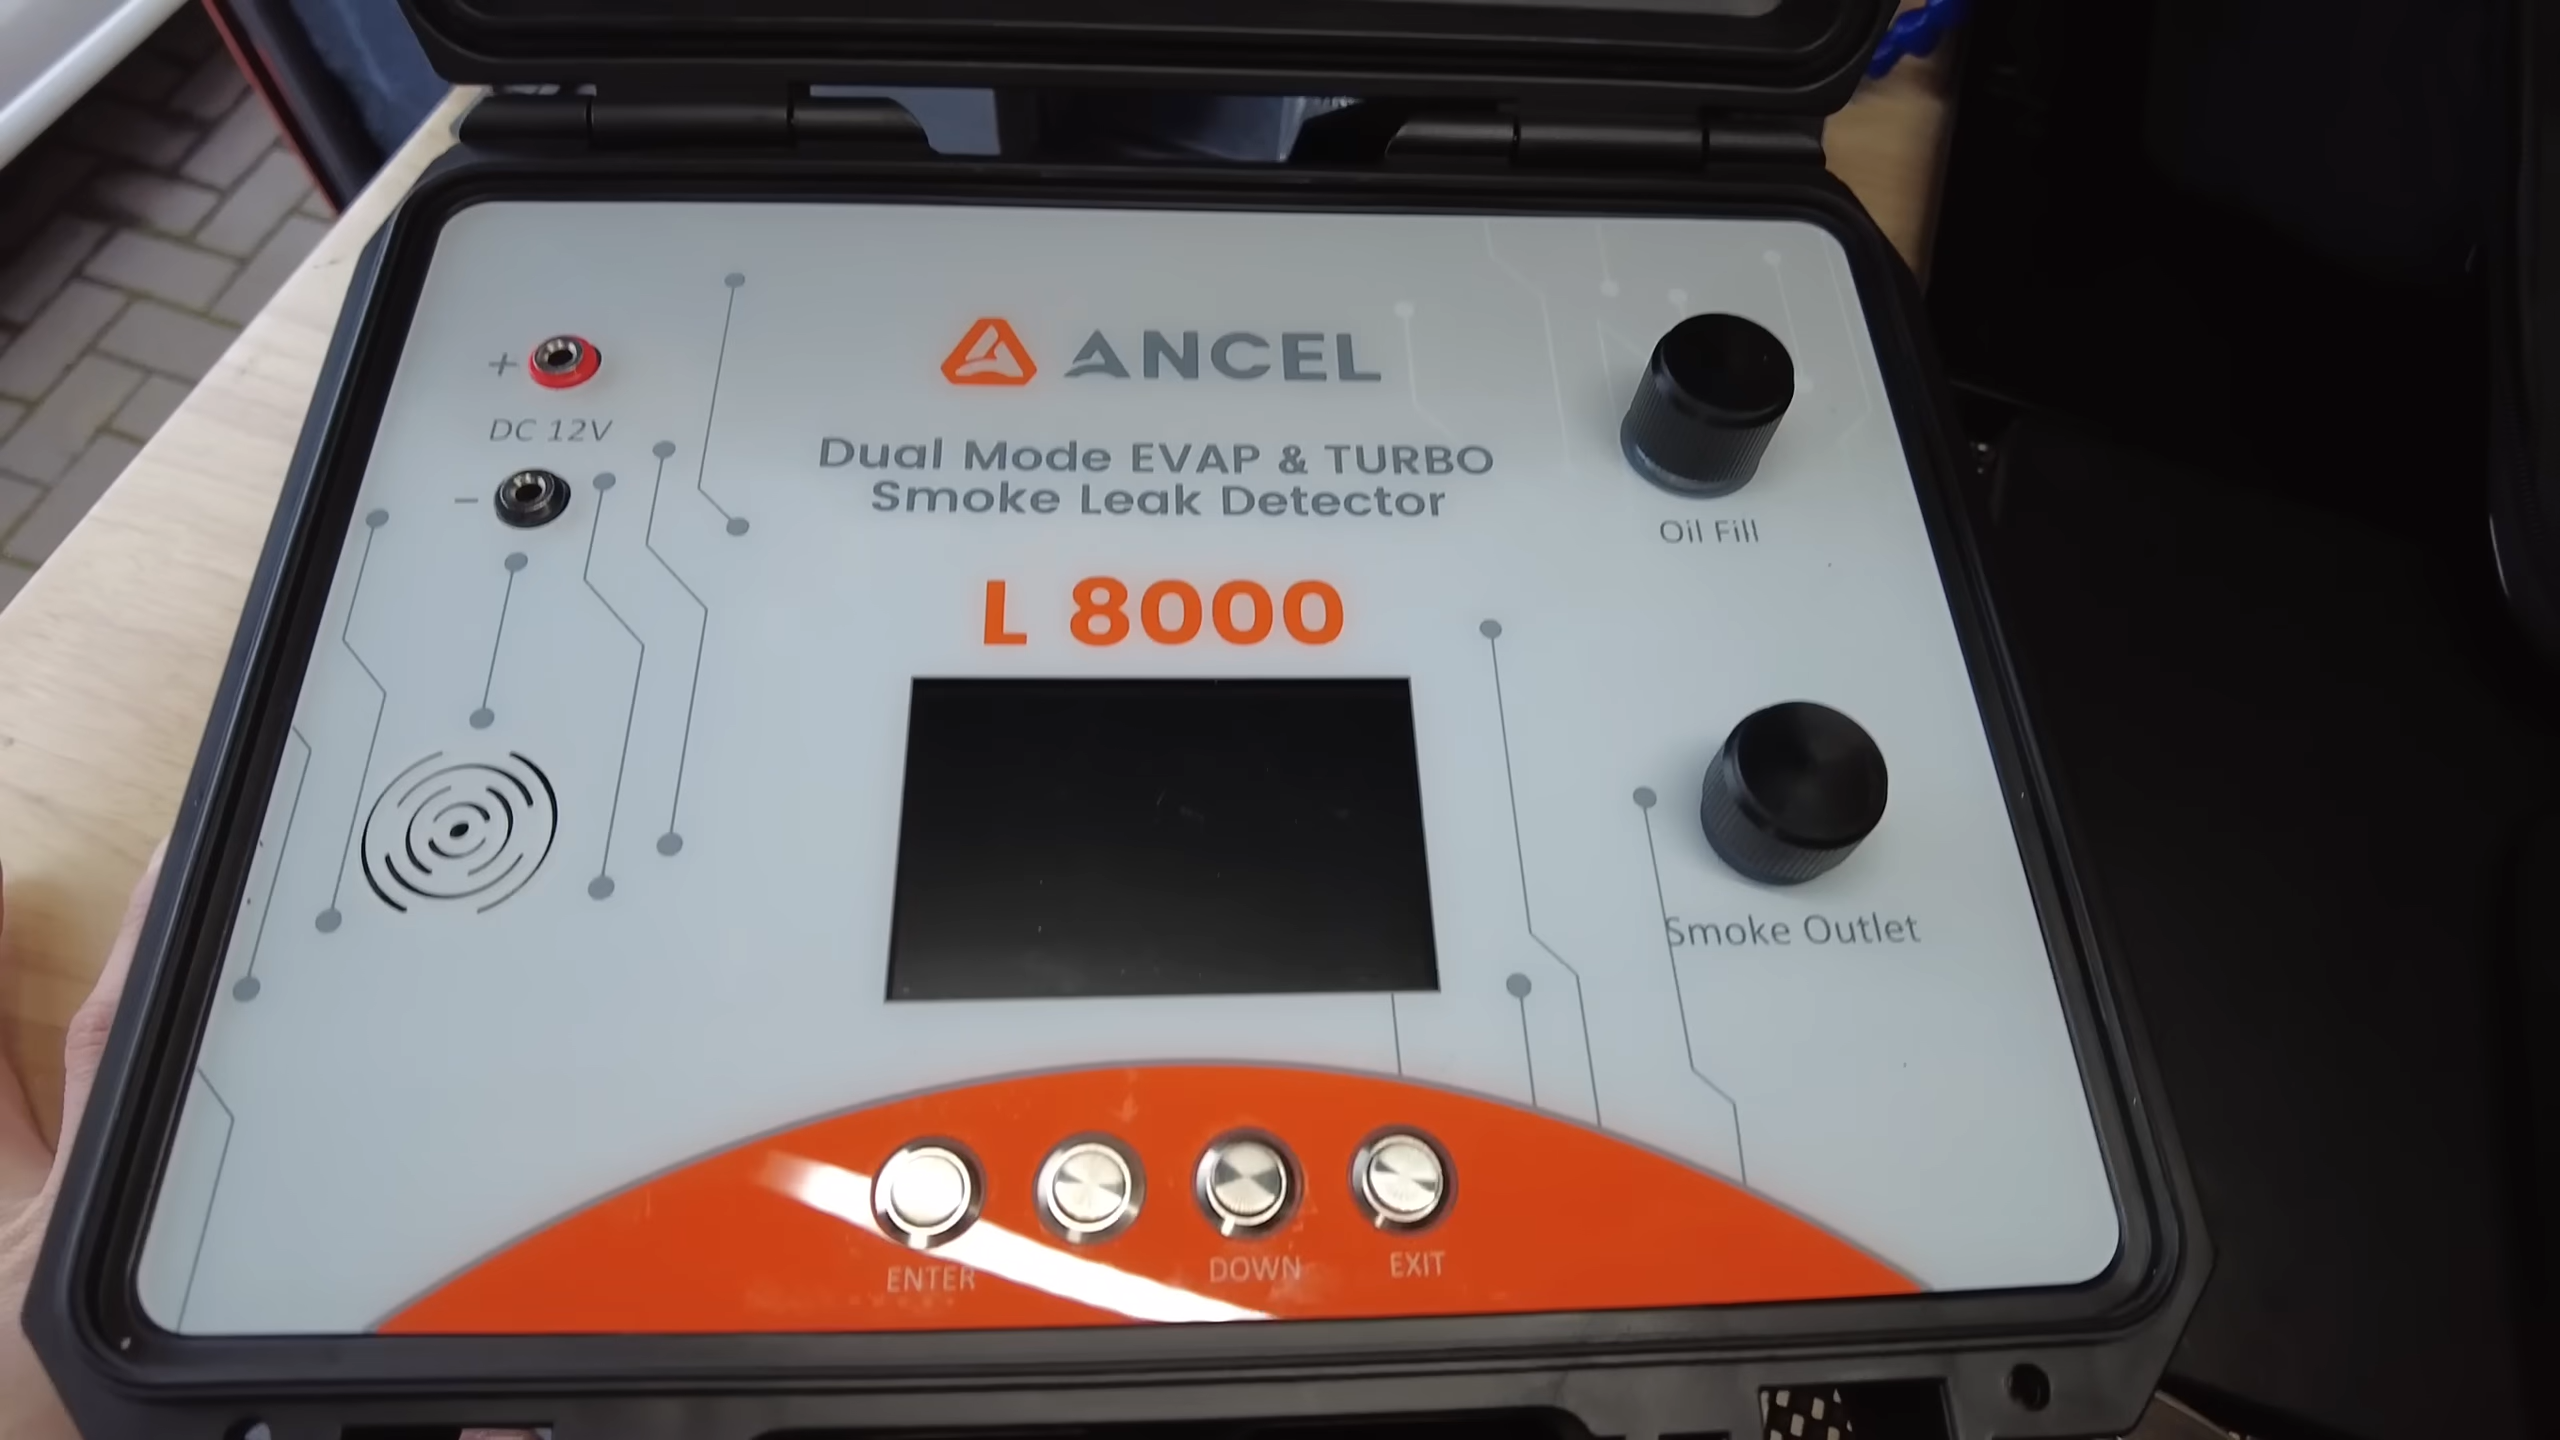 ANCEL
+
DC 12V
−
Dual Mode EVAP & TURBO
Smoke Leak Detector
L 8000
Oil Fill
Smoke Outlet
ENTER
DOWN
EXIT